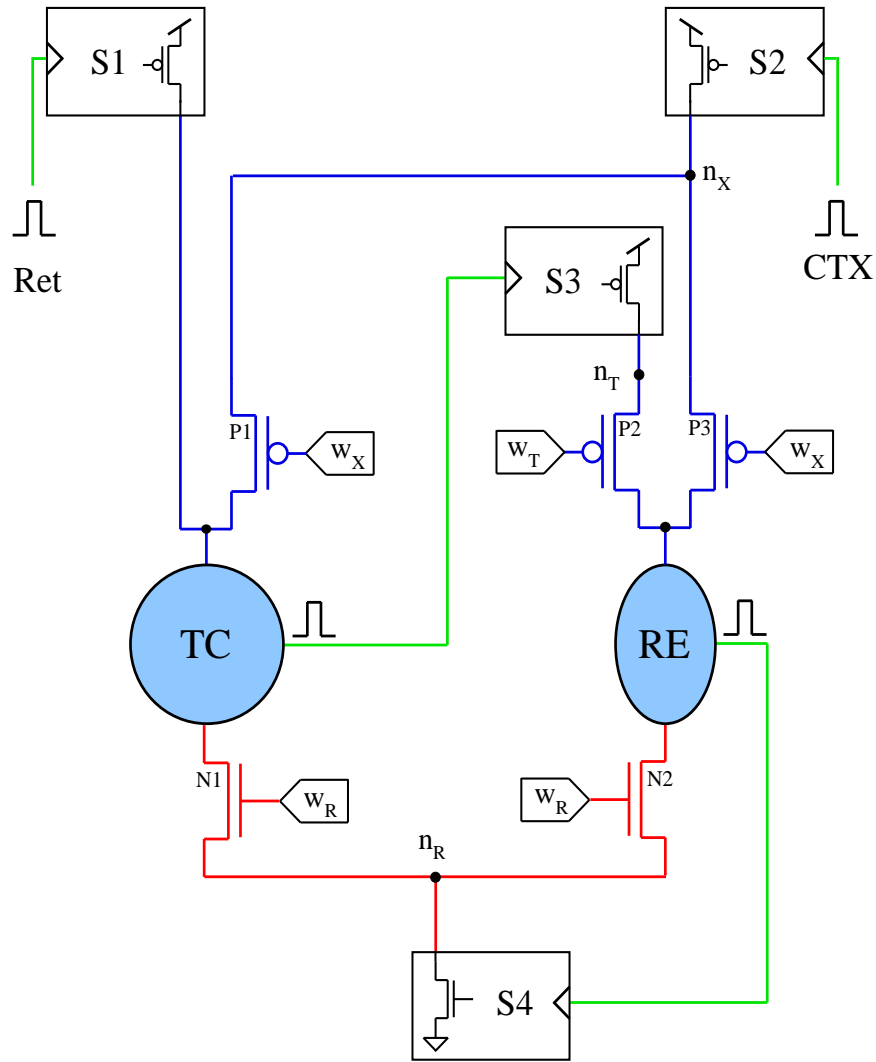 S1
S2
n_X
Ret
CTX
S3
n_T
P1
w_X
w_T
P2
P3
w_X
TC
RE
N1
w_R
w_R
N2
n_R
S4